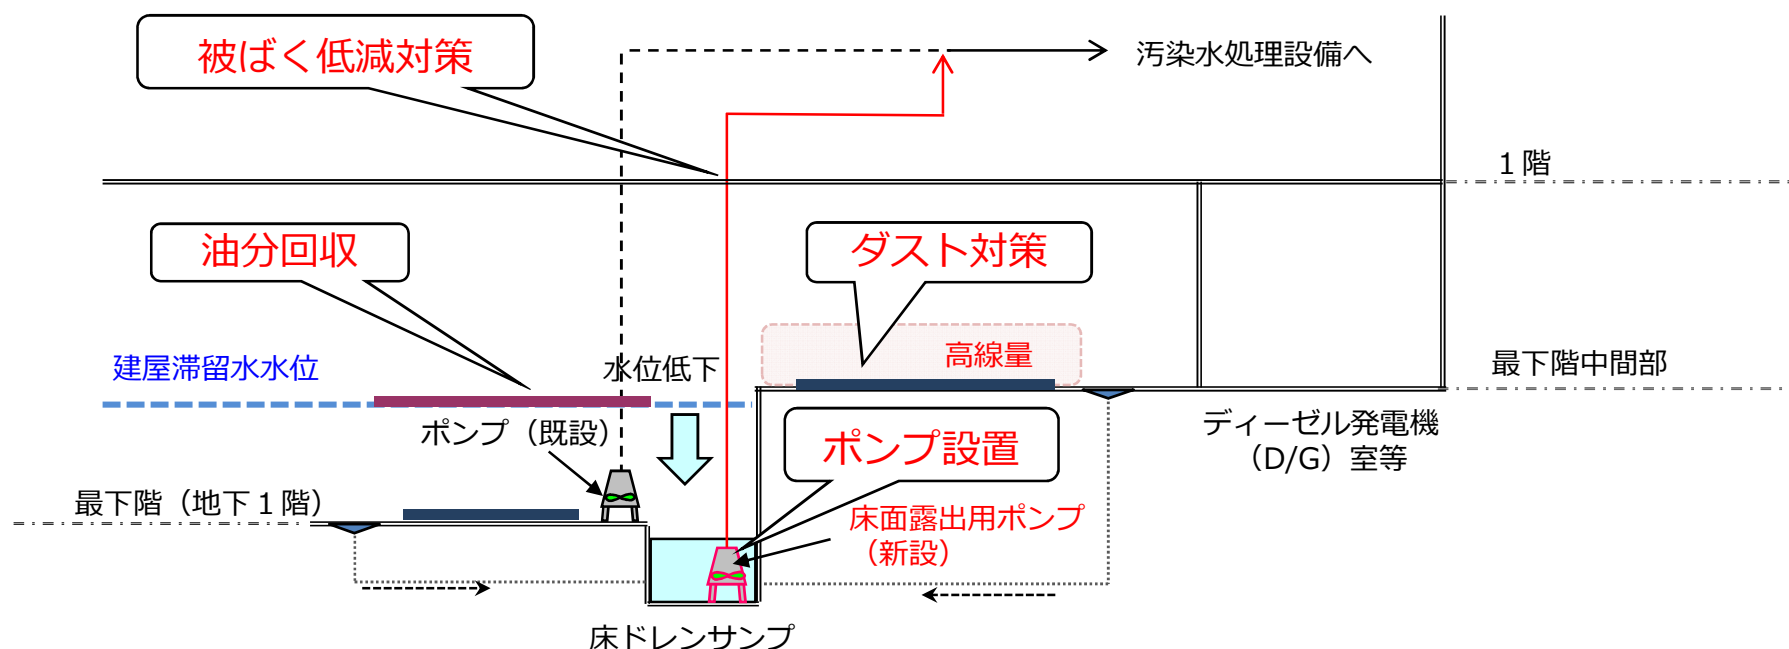 被ばく低減対策
汚染水処理設備へ
１階
油分回収
ダスト対策
高線量
建屋滞留水水位
水位低下
最下階中間部
ポンプ（既設）
ポンプ設置
ディーゼル発電機
（D/G）室等
最下階（地下１階）
床面露出用ポンプ
（新設）
床ドレンサンプ